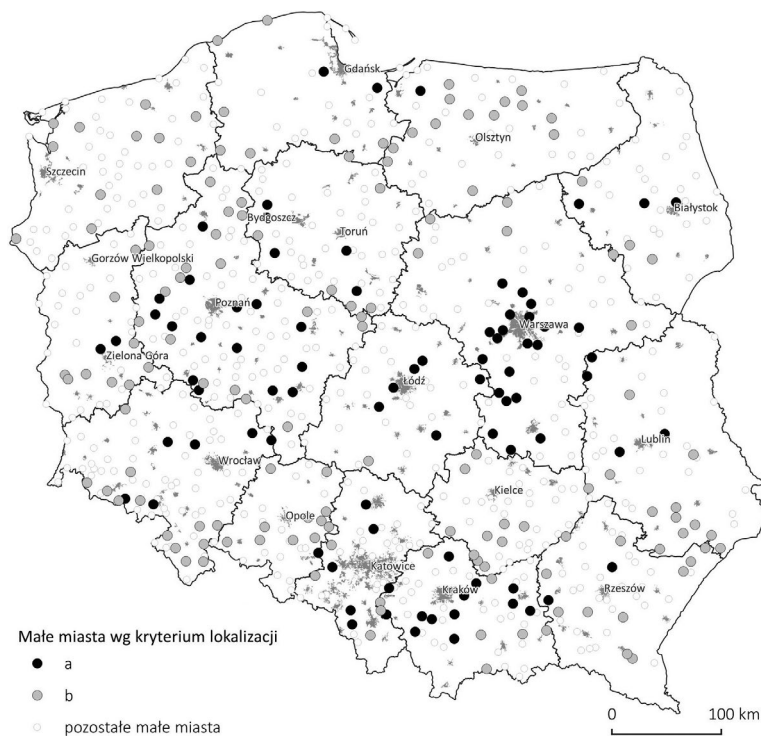 Gdańsk
Olsztyn
Szczecin
Bydgoszcz
Toruń
Białystok
Gorzów Wielkopolski
Poznań
Warszawa
Zielona Góra
Łódź
Lublin
Wrocław
Kielce
Opole
Katowice
Kraków
Rzeszów
Małe miasta wg kryterium lokalizacji
a
b
pozostałe małe miasta
0 100 km